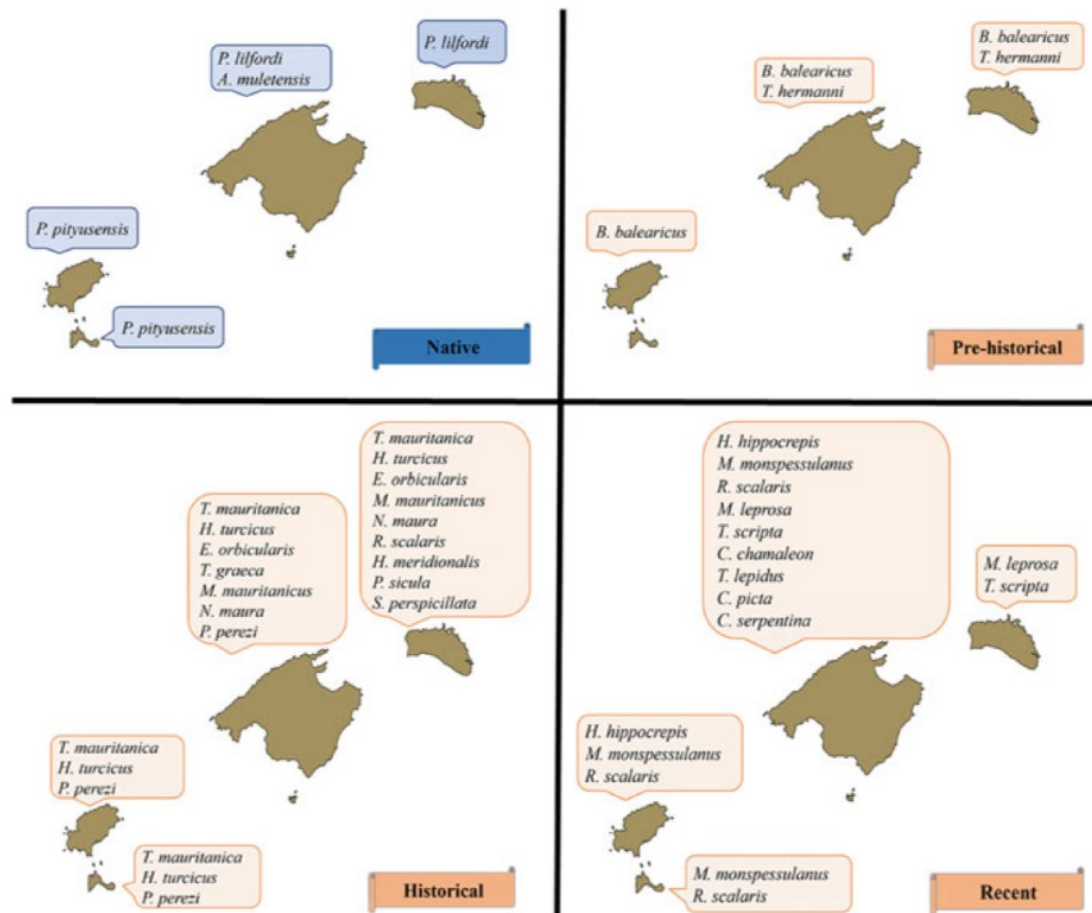 P. lilfordi
A. muletensis
P. lilfordi
P. pityusensis
P. pityusensis
Native
B. balearicus
T. hermanni
B. balearicus
T. hermanni
B. balearicus
Pre-historical
T. mauritanica
H. turcicus
E. orbicularis
T. graeca
M. mauritanicus
N. maura
P. perezi
T. mauritanica
H. turcicus
E. orbicularis
M. mauritanicus
N. maura
R. scalaris
H. meridionalis
P. sicula
S. perspicillata
T. mauritanica
H. turcicus
P. perezi
T. mauritanica
H. turcicus
P. perezi
Historical
H. hippocrepis
M. monspessulanus
R. scalaris
M. leprosa
T. scripta
C. chamaleon
T. lepidus
C. picta
C. serpentina
M. leprosa
T. scripta
H. hippocrepis
M. monspessulanus
R. scalaris
M. monspessulanus
R. scalaris
Recent